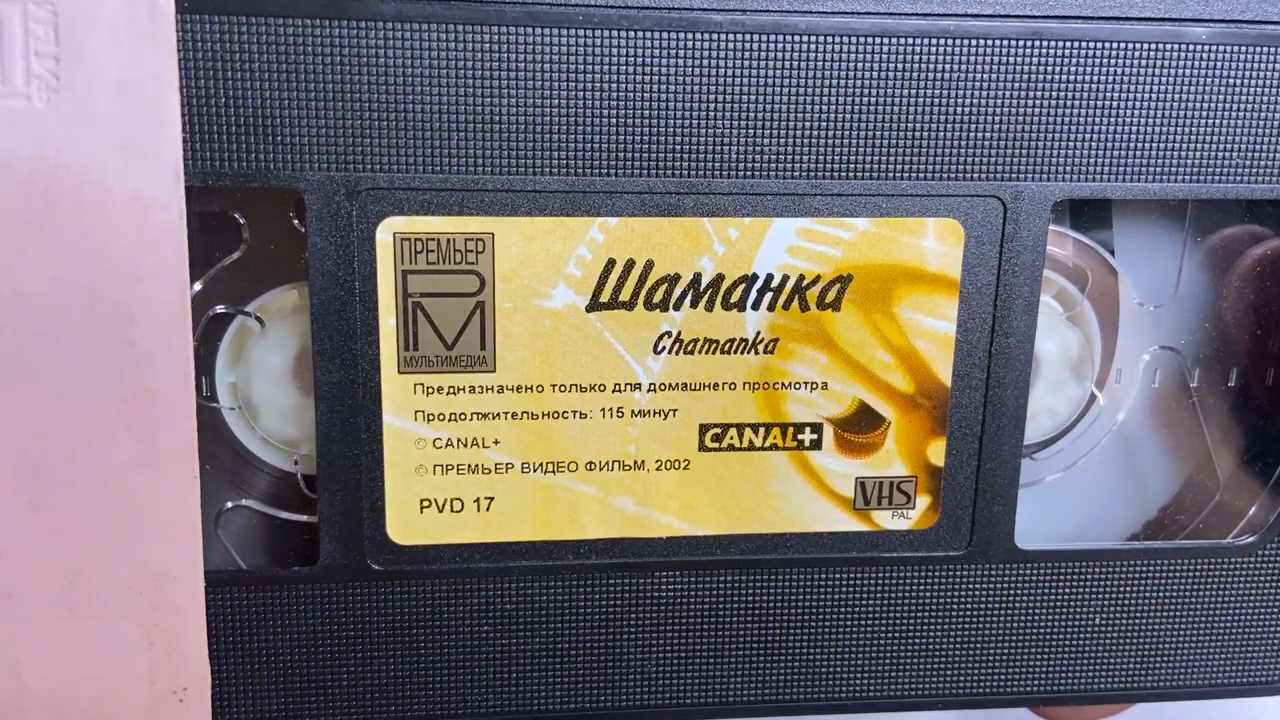 ПРЕМЬЕР
PM
МУЛЬТИМЕДИА
Шаманка
Chamanka
Предназначено только для домашнего просмотра
Продолжительность: 115 минут
© CANAL+
CANAL+
© ПРЕМЬЕР ВИДЕО ФИЛЬМ, 2002
PVD 17
VHS
PAL